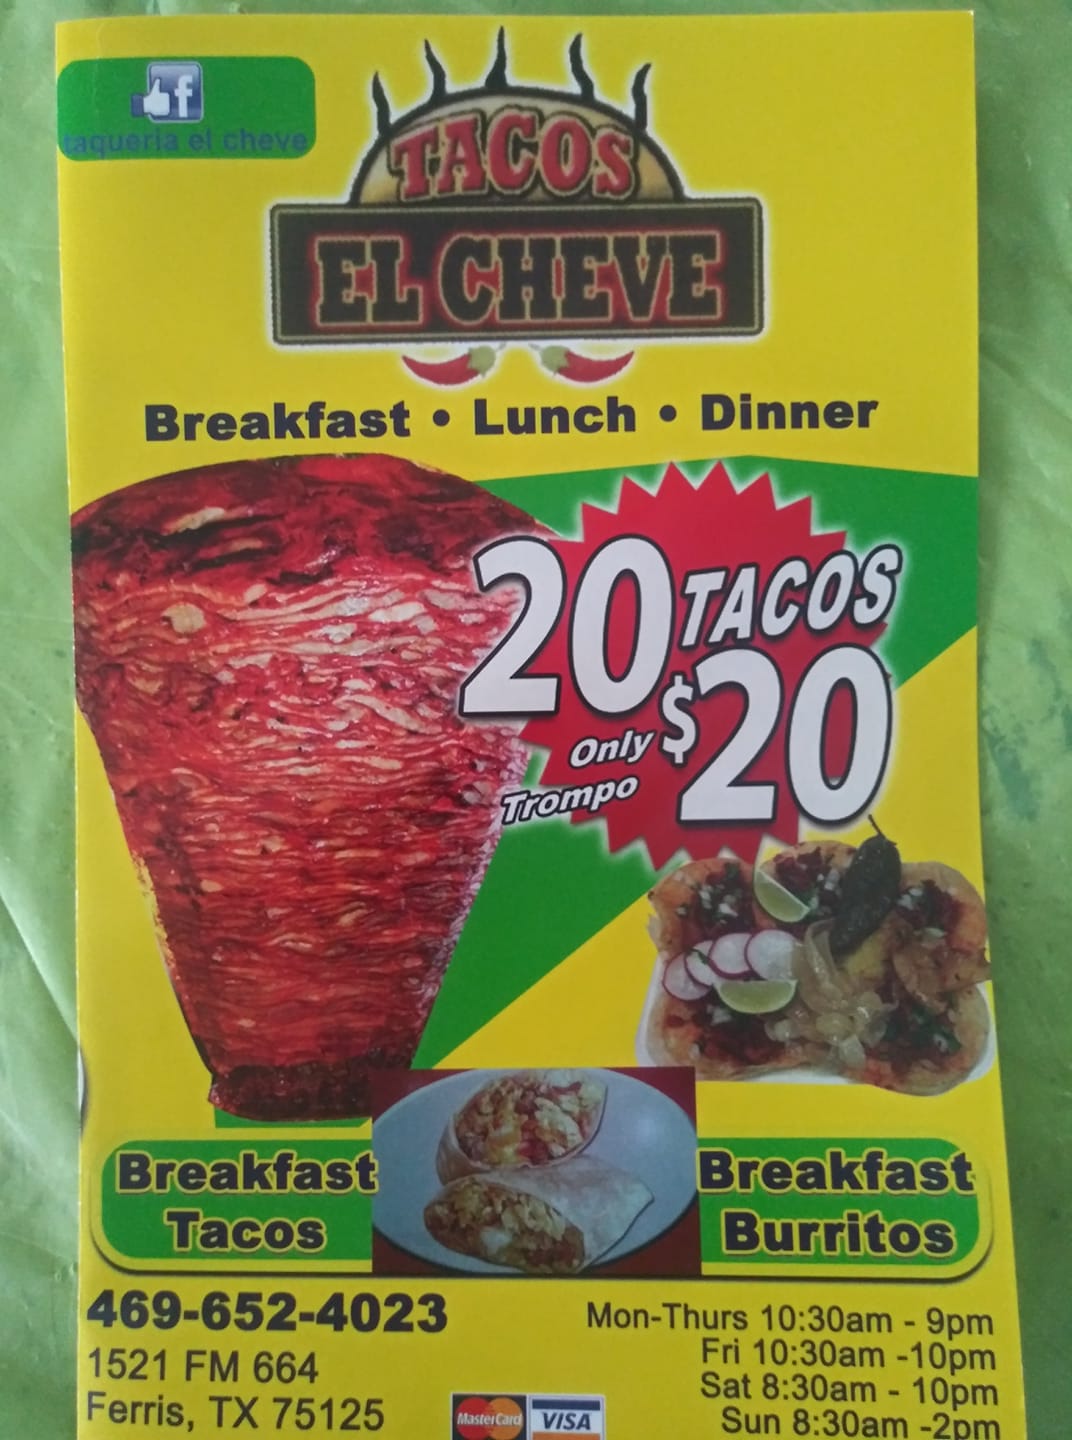 f
taqueria el cheve
TACOS
EL CHEVE
Breakfast • Lunch • Dinner
20 TACOS
Only $20
Trompo
Breakfast
Tacos
Breakfast
Burritos
469-652-4023
1521 FM 664
Ferris, TX 75125
MasterCard
VISA
Mon-Thurs 10:30am - 9pm
Fri 10:30am -10pm
Sat 8:30am - 10pm
Sun 8:30am -2pm